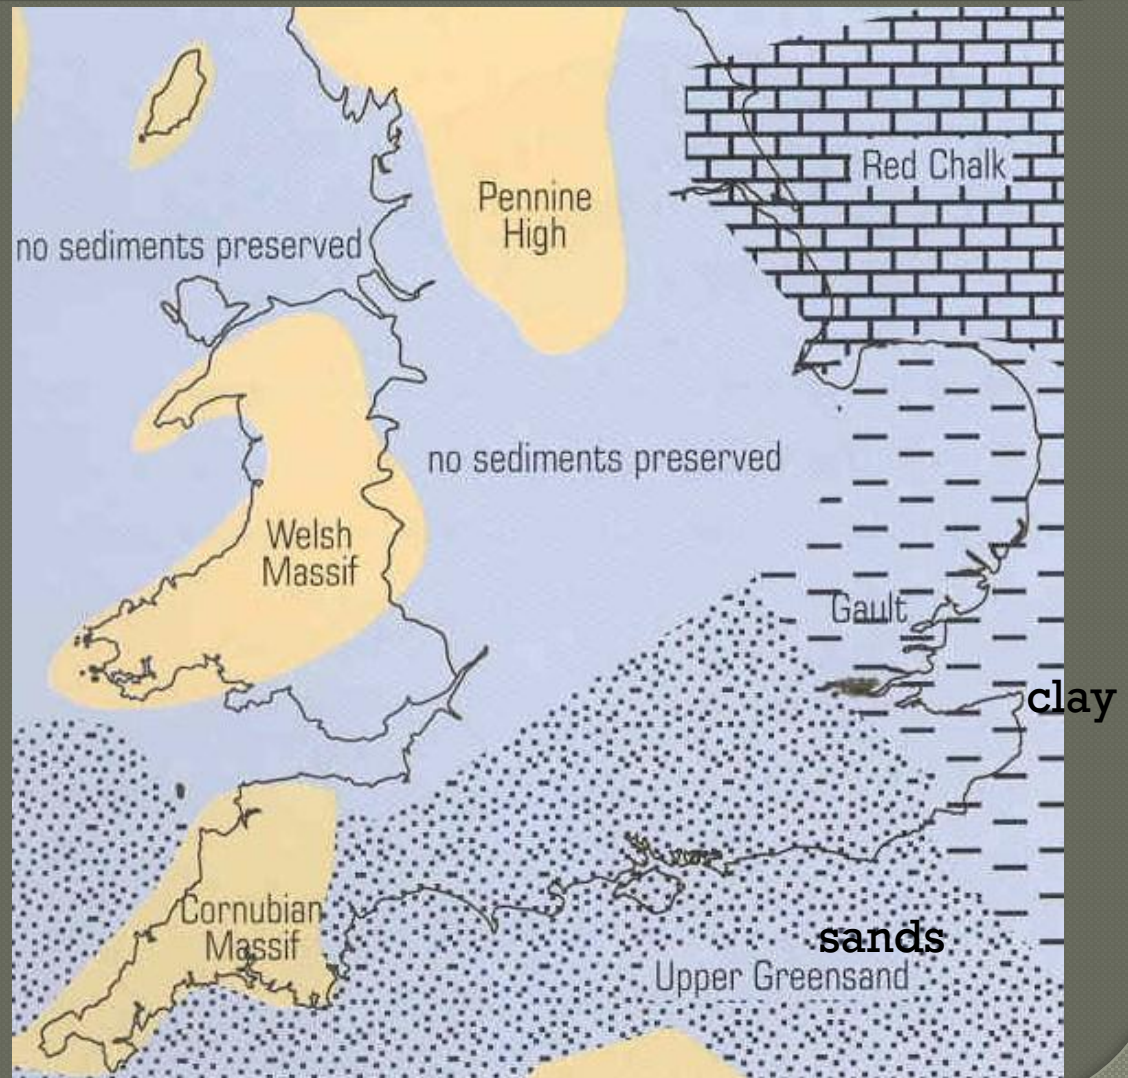 Red Chalk
Pennine
High
no sediments preserved
no sediments preserved
Welsh
Massif
Gault
clay
Cornubian
Massif
sands
Upper Greensand